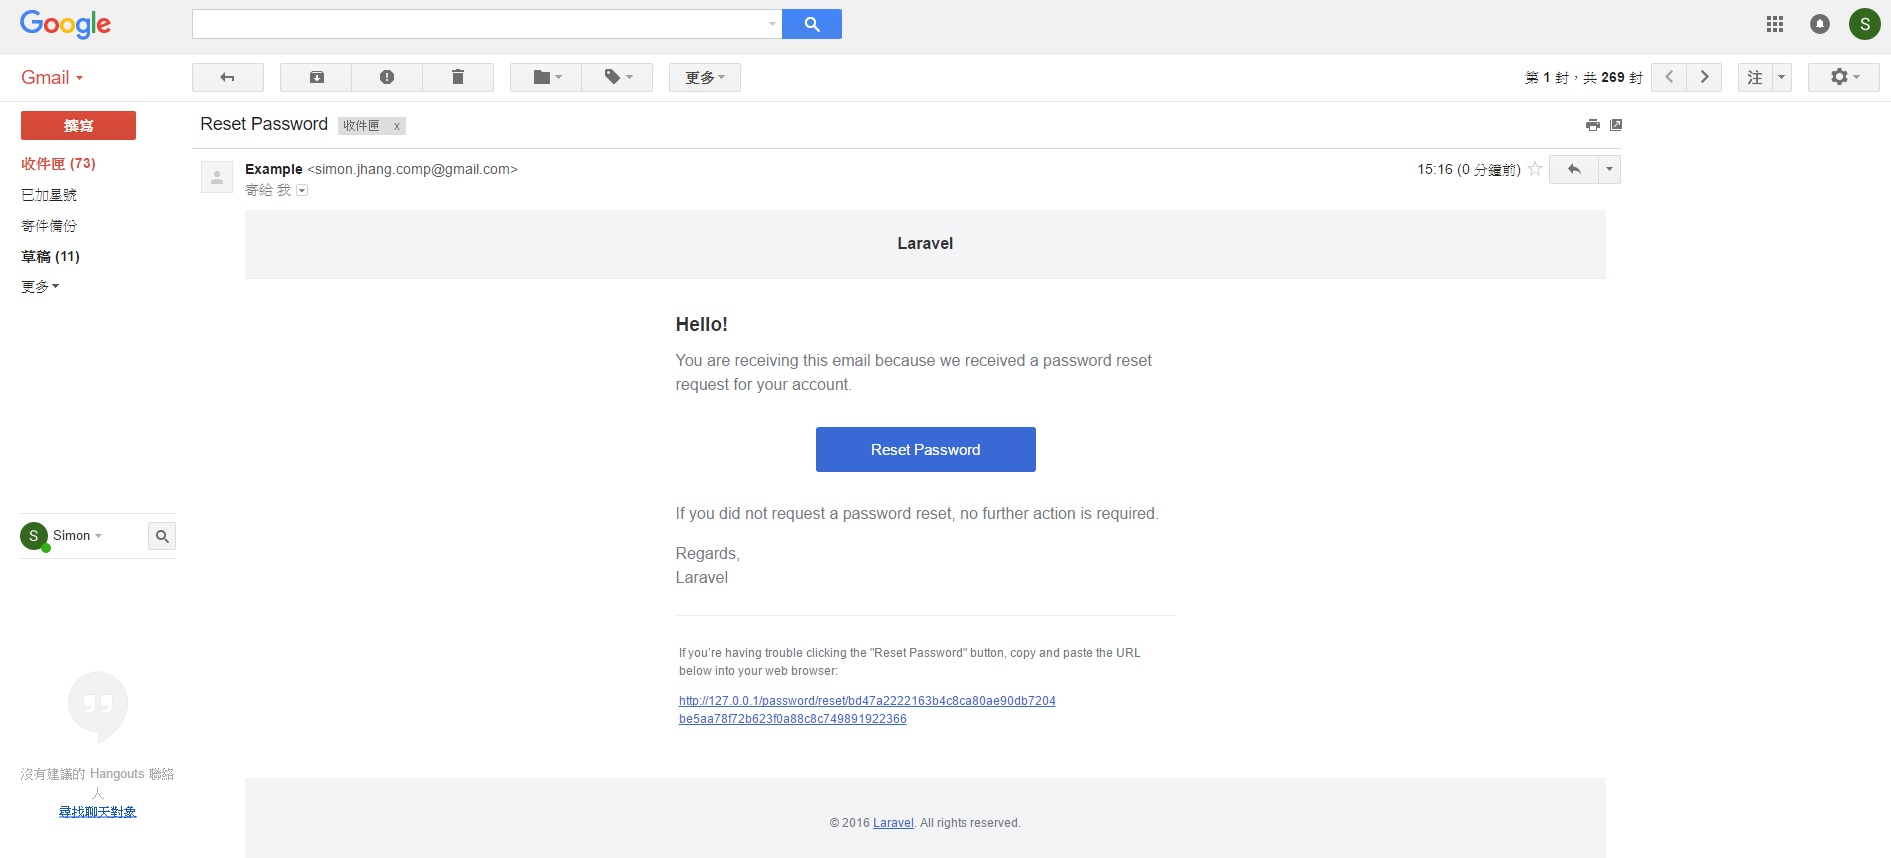 Google
S
Gmail
更多
第 1 封，共 269 封
注
撰寫
Reset Password 收件匣 x
收件匣 (73)
Example <simon.jhang.comp@gmail.com>
15:16 (0 分鐘前)
寄給 我
已加星號
寄件備份
草稿 (11)
更多
Laravel
Hello!
You are receiving this email because we received a password reset
request for your account.
Reset Password
If you did not request a password reset, no further action is required.
S Simon
Regards,
Laravel
If you’re having trouble clicking the "Reset Password" button, copy and paste the URL
below into your web browser:
http://127.0.0.1/password/reset/bd47a2222163b4c8ca80ae90db7204
be5aa78f72b623f0a88c8c749891922366
沒有建議的 Hangouts 聯絡
人
尋找聊天對象
© 2016 Laravel. All rights reserved.